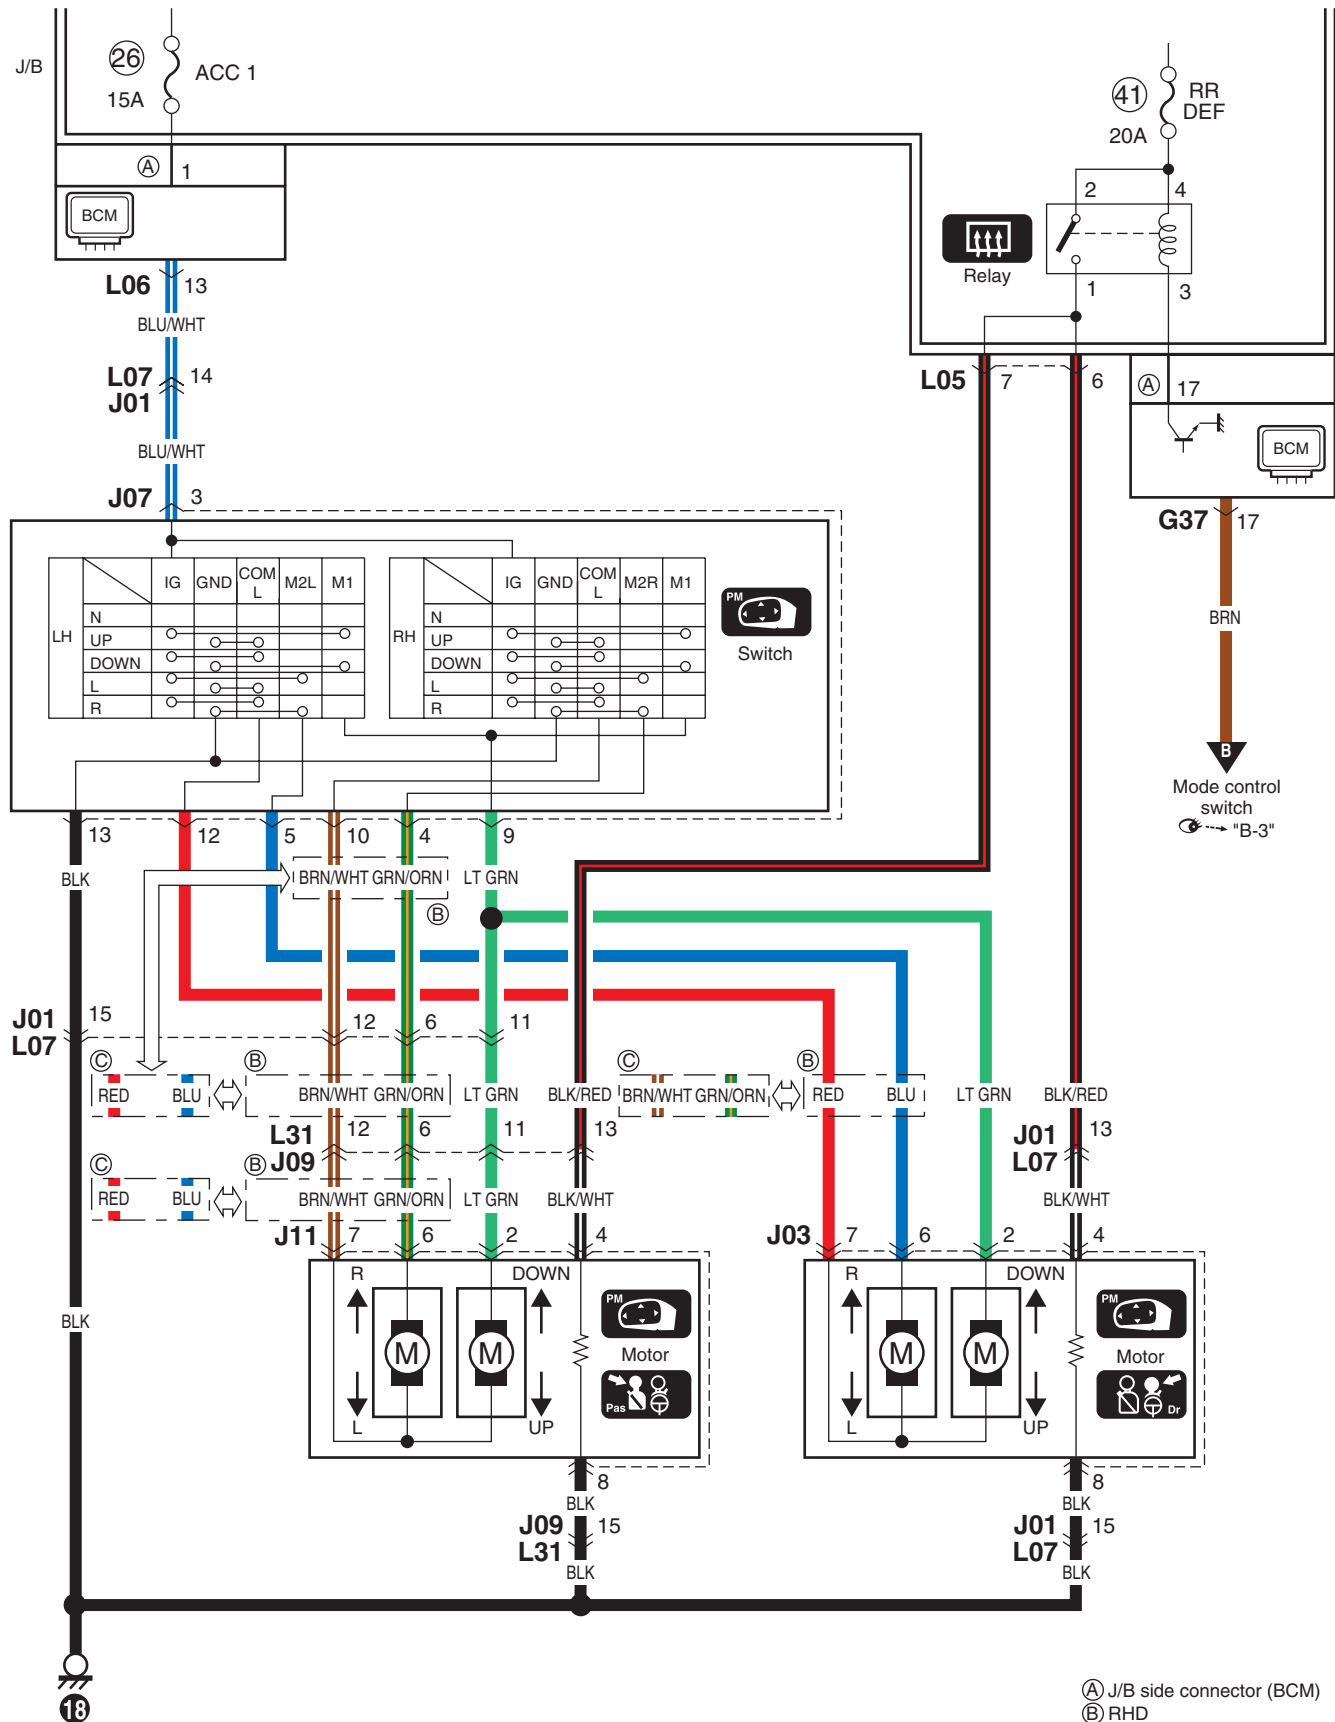 J/B
26
ACC 1
15A
A 1
BCM
L06 13
BLU/WHT
L07 14
J01
BLU/WHT
J07 3
41
RR
DEF
20A
2 4
Relay
1 3
L05 7 6
A 17
BCM
G37 17
BRN
B
Mode control
switch
"B-3"
LH
IG GND COM L M2L M1
N
UP
DOWN
L
R
RH
IG GND COM L M2R M1
N
UP
DOWN
L
R
PM
Switch
13 12 5 10 4 9
BLK
BRN/WHT GRN/ORN LT GRN
B
J01 15 12 6 11
L07
C B C B
RED BLU BRN/WHT GRN/ORN LT GRN BLK/RED BRN/WHT GRN/ORN RED BLU LT GRN BLK/RED
L31 12 6 11 13 J01 13
J09 L07
C B
RED BLU BRN/WHT GRN/ORN LT GRN BLK/WHT BLK/WHT
J11 7 6 2 4 J03 7 6 2 4
R DOWN R DOWN
PM PM
BLK
M M Motor M M Motor
Pas Dr
L UP L UP
8 8
BLK BLK
J09 15 J01 15
L31 L07
BLK BLK
18
A J/B side connector (BCM)
B RHD